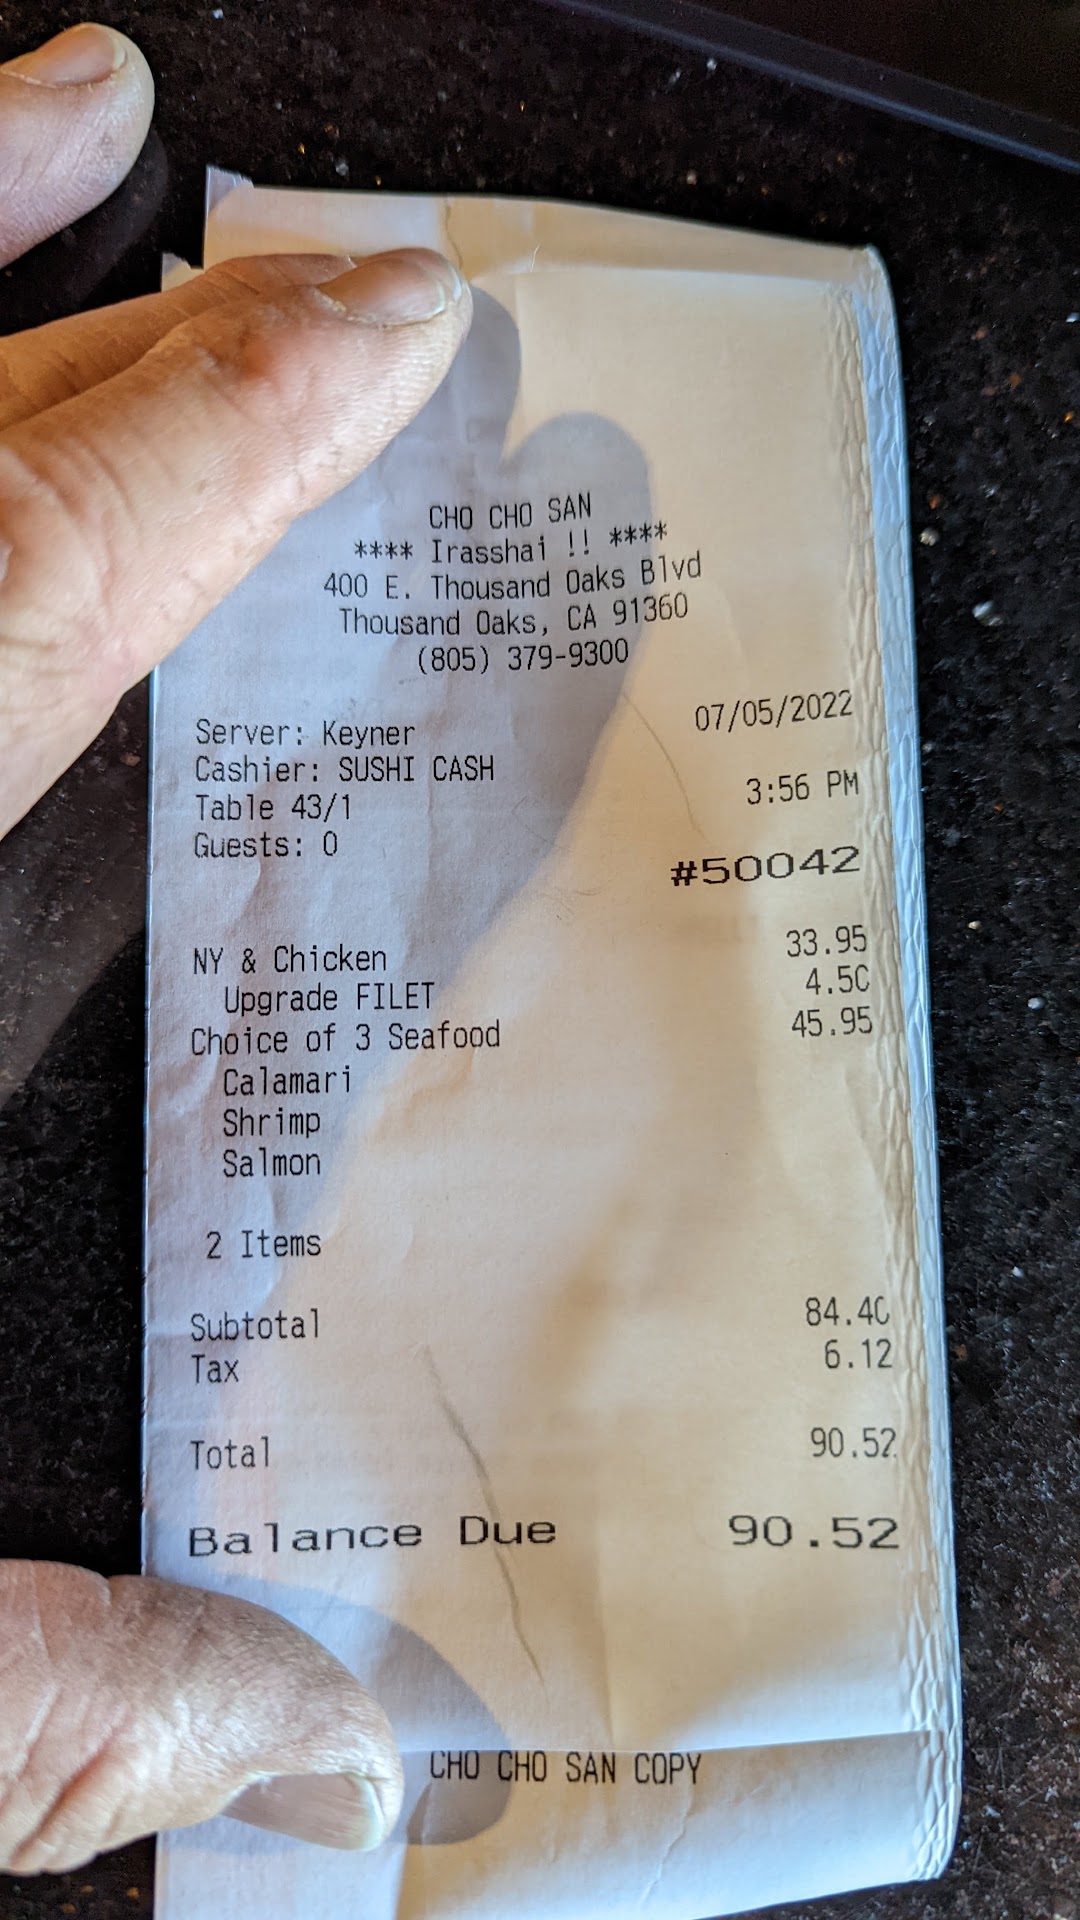 CHO CHO SAN
**** Irasshai !! ****
400 E. Thousand Oaks Blvd
Thousand Oaks, CA 91360
(805) 379-9300
Server: Keyner 07/05/2022
Cashier: SUSHI CASH
Table 43/1 3:56 PM
Guests: 0
#50042
NY & Chicken 33.95
Upgrade FILET 4.50
Choice of 3 Seafood 45.95
Calamari
Shrimp
Salmon
2 Items
Subtotal 84.40
Tax 6.12
Total 90.52
Balance Due 90.52
CHO CHO SAN COPY